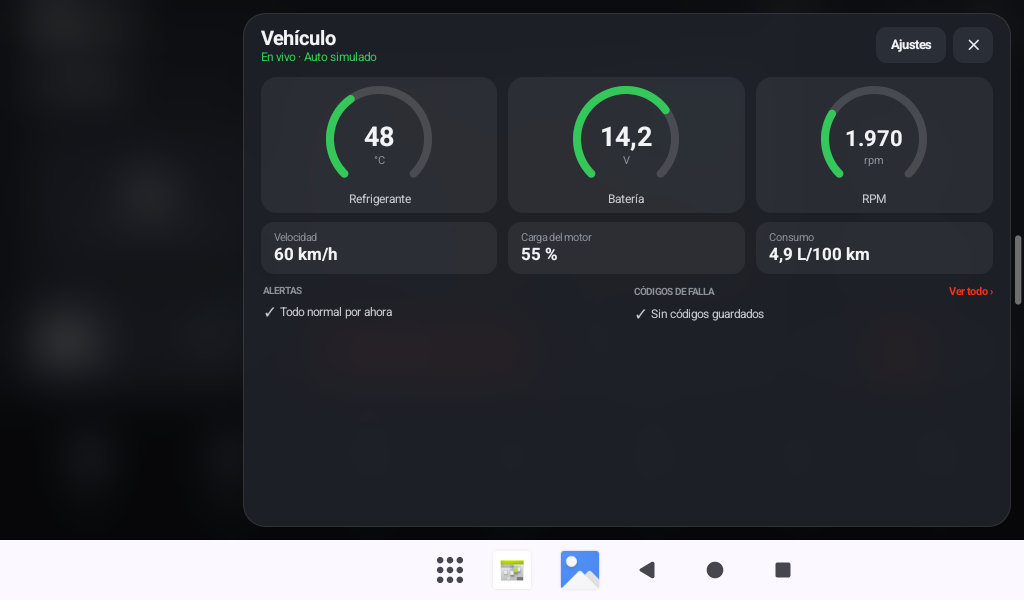 Vehículo
En vivo · Auto simulado
Ajustes
48
°C
Refrigerante
14,2
V
Batería
1.970
rpm
RPM
Velocidad
60 km/h
Carga del motor
55 %
Consumo
4,9 L/100 km
ALERTAS
✓ Todo normal por ahora
CÓDIGOS DE FALLA
Ver todo ›
✓ Sin códigos guardados